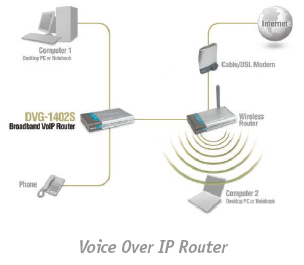 Computer 1
Desktop PC or Notebook
Internet
Cable/DSL Modem
DVG-1402S
Broadband VoIP Router
Wireless
Router
Phone
Computer 2
Desktop PC or Notebook
Voice Over IP Router